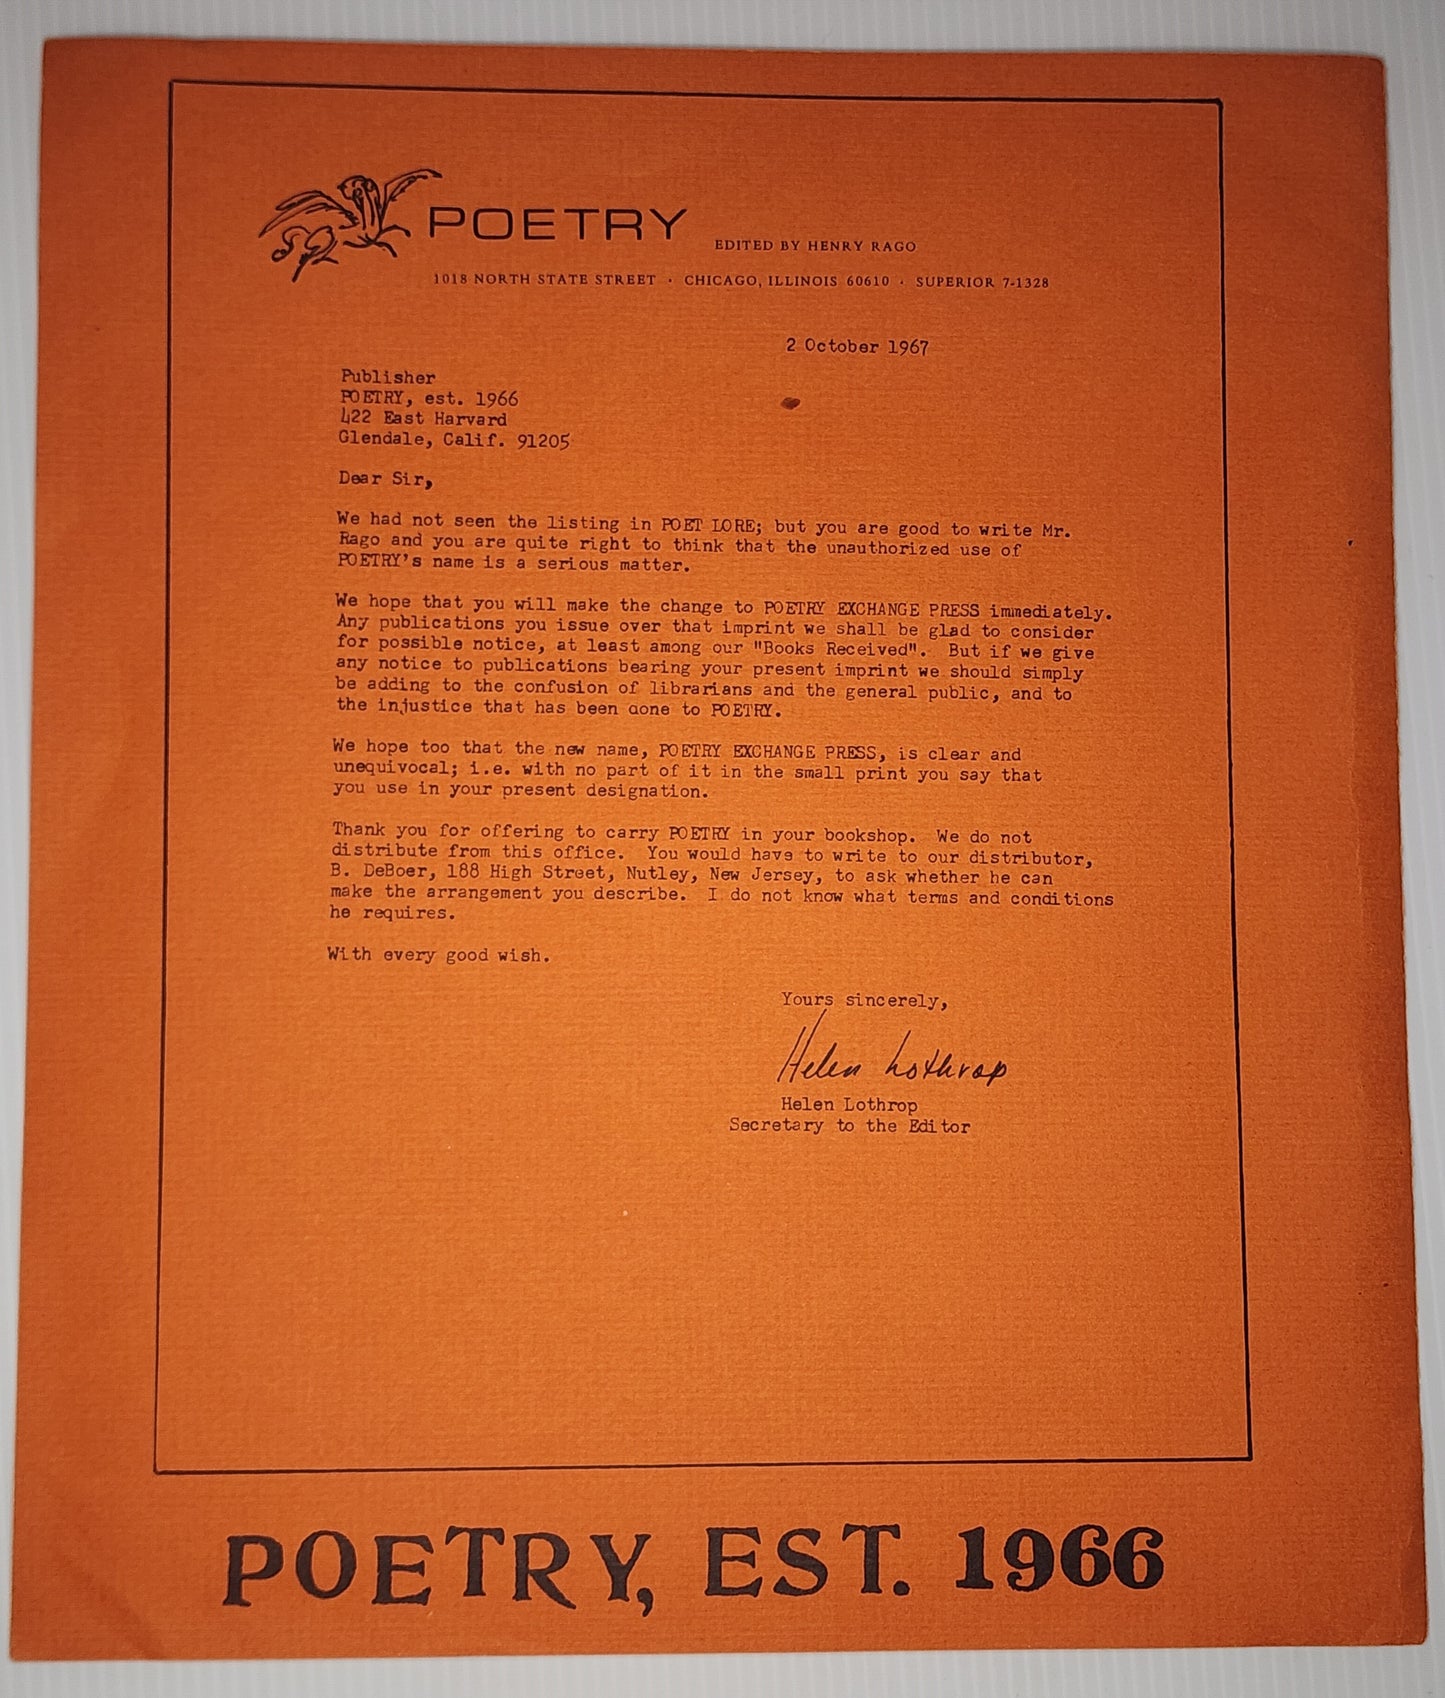 POETRY
EDITED BY HENRY RAGO
1018 NORTH STATE STREET · CHICAGO, ILLINOIS 60610 · SUPERIOR 7-1328
2 October 1967
Publisher
POETRY, est. 1966
422 East Harvard
Glendale, Calif. 91205
Dear Sir,
We had not seen the listing in POET LORE; but you are good to write Mr.
Rago and you are quite right to think that the unauthorized use of
POETRY's name is a serious matter.
We hope that you will make the change to POETRY EXCHANGE PRESS immediately.
Any publications you issue over that imprint we shall be glad to consider
for possible notice, at least among our "Books Received". But if we give
any notice to publications bearing your present imprint we should simply
be adding to the confusion of librarians and the general public, and to
the injustice that has been done to POETRY.
We hope too that the new name, POETRY EXCHANGE PRESS, is clear and
unequivocal; i.e. with no part of it in the small print you say that
you use in your present designation.
Thank you for offering to carry POETRY in your bookshop. We do not
distribute from this office. You would have to write to our distributor,
B. DeBoer, 188 High Street, Nutley, New Jersey, to ask whether he can
make the arrangement you describe. I do not know what terms and conditions
he requires.
With every good wish.
Yours sincerely,
Helen Lothrop
Helen Lothrop
Secretary to the Editor
POETRY, EST. 1966